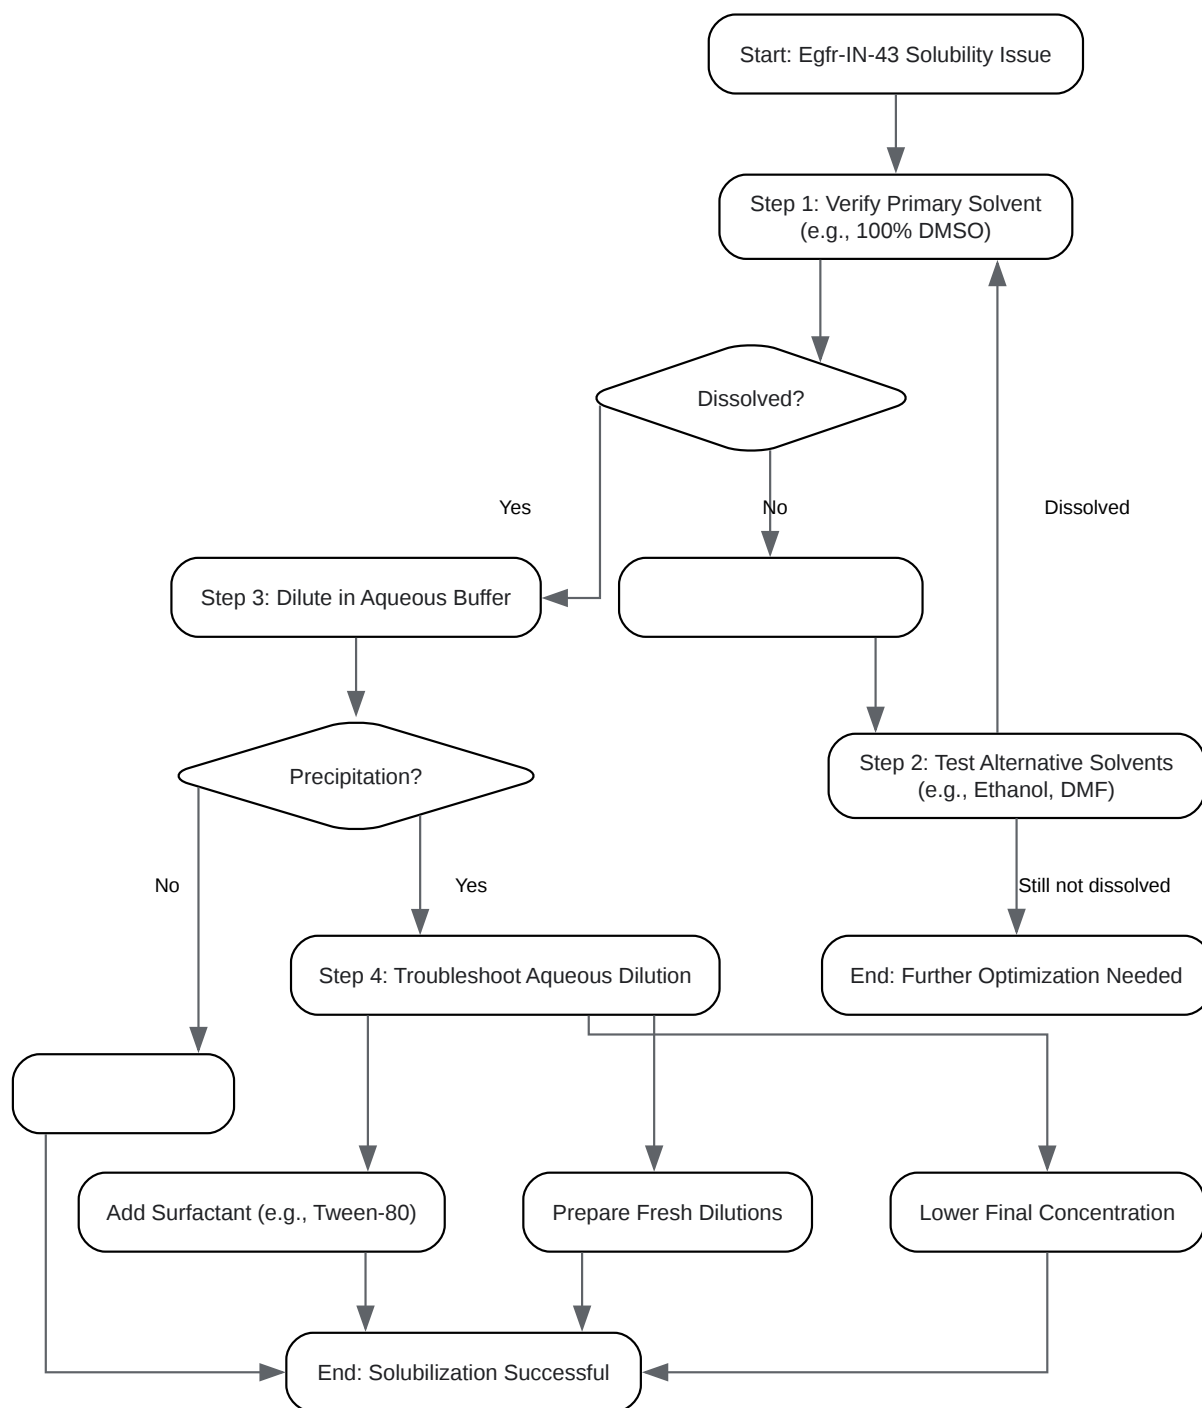 Start: Egfr-IN-43 Solubility Issue
Step 1: Verify Primary Solvent
(e.g., 100% DMSO)
Dissolved?
Yes
No
Dissolved
Step 3: Dilute in Aqueous Buffer
Step 2: Test Alternative Solvents
(e.g., Ethanol, DMF)
Precipitation?
No
Yes
Still not dissolved
Step 4: Troubleshoot Aqueous Dilution
End: Further Optimization Needed
Add Surfactant (e.g., Tween-80)
Prepare Fresh Dilutions
Lower Final Concentration
End: Solubilization Successful